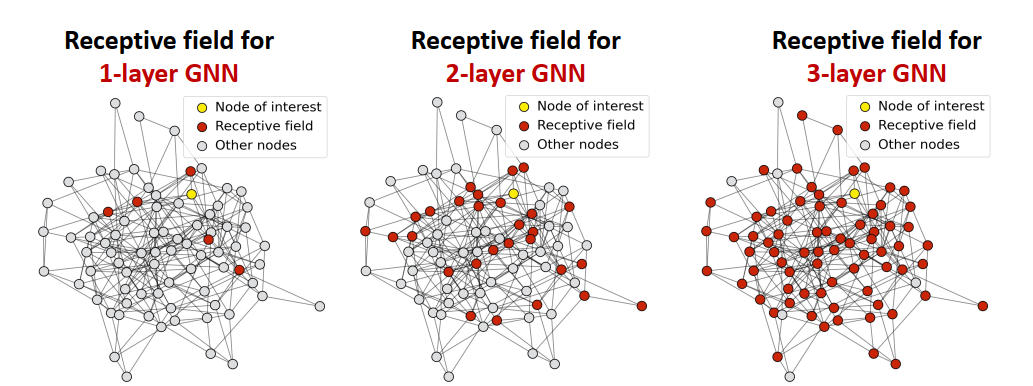 Receptive field for
1-layer GNN
Node of interest
Receptive field
Other nodes
Receptive field for
2-layer GNN
Node of interest
Receptive field
Other nodes
Receptive field for
3-layer GNN
Node of interest
Receptive field
Other nodes